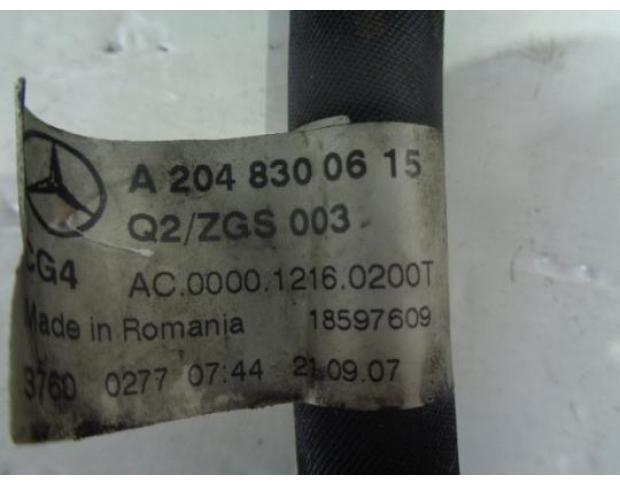 A 204 830 06 15
Q2/ZGS 003
CG4 AC.0000.1216.0200T
Made in Romania 18597609
3760 0277 07:44 21.09.07